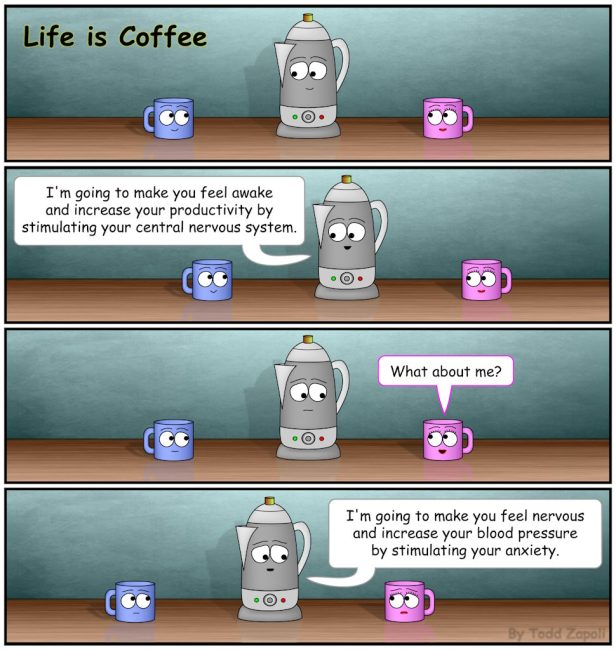 Life is Coffee
I'm going to make you feel awake
and increase your productivity by
stimulating your central nervous system.
What about me?
I'm going to make you feel nervous
and increase your blood pressure
by stimulating your anxiety.
By Todd Zapoli